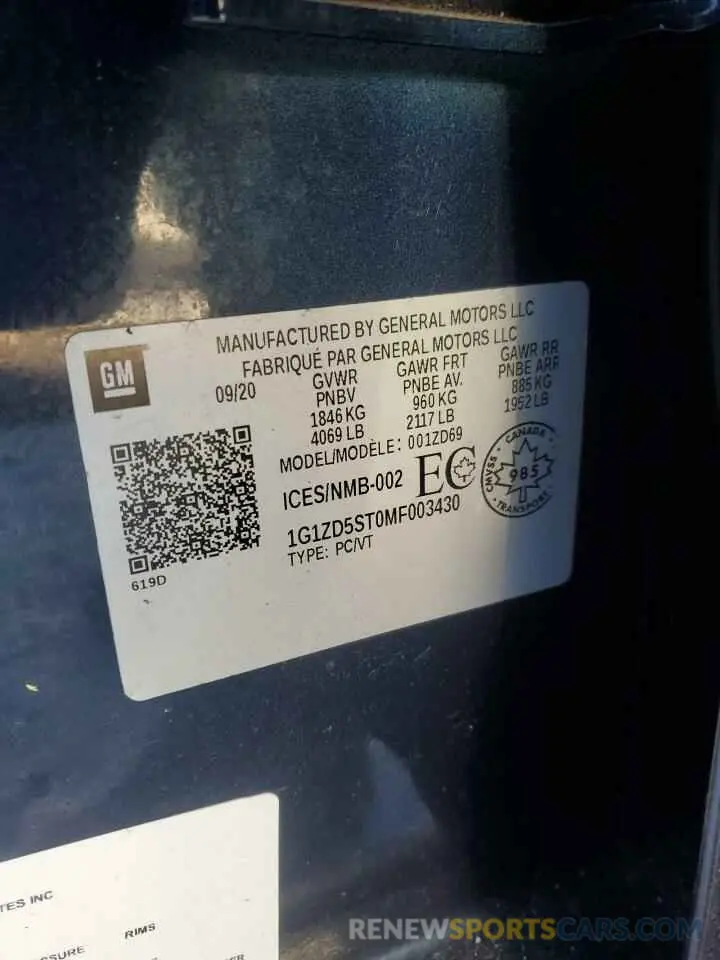 MANUFACTURED BY GENERAL MOTORS LLC
FABRIQUÉ PAR GENERAL MOTORS LLC
GM
09/20
GVWR
PNBV
1846 KG
4069 LB
GAWR FRT
PNBE AV.
960 KG
2117 LB
GAWR RR
PNBE ARR
885 KG
1952 LB
MODEL/MODÈLE: 001ZD69
ICES/NMB-002
EC
CANADA
CMVSS
985
TRANSPORT
1G1ZD5ST0MF003430
TYPE: PC/VT
619D
TES INC
RIMS
SSURE
RENEWSPORTSCARS.COM